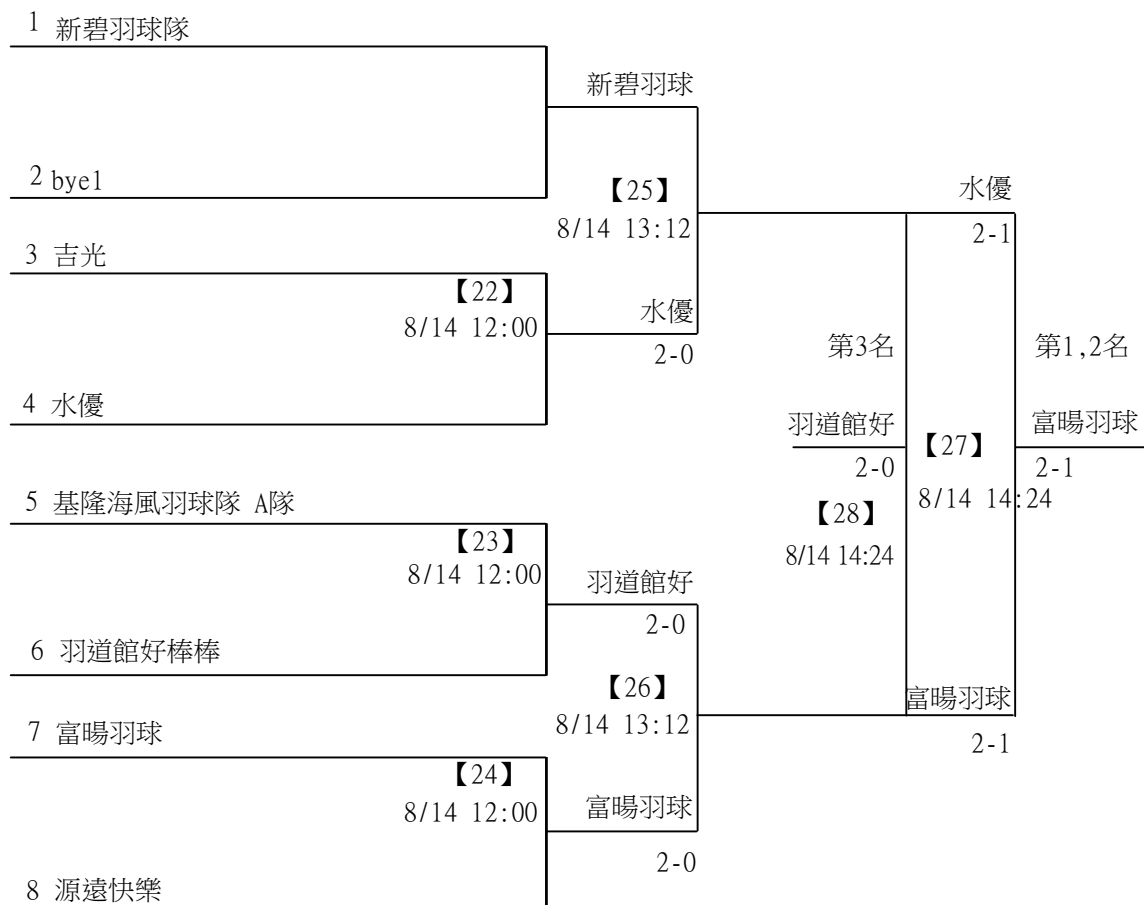 1 新碧羽球隊
新碧羽球
2 bye1
【25】
8/14 13:12
水優
2-1
3 吉光
【22】
8/14 12:00
水優
2-0
第3名
第1,2名
4 水優
羽道館好
2-0
【27】
8/14 14:24
富暘羽球
2-1
5 基隆海風羽球隊 A隊
【23】
8/14 12:00
【28】
8/14 14:24
羽道館好
2-0
6 羽道館好棒棒
【26】
8/14 13:12
富暘羽球
2-1
7 富暘羽球
【24】
8/14 12:00
富暘羽球
2-0
8 源遠快樂